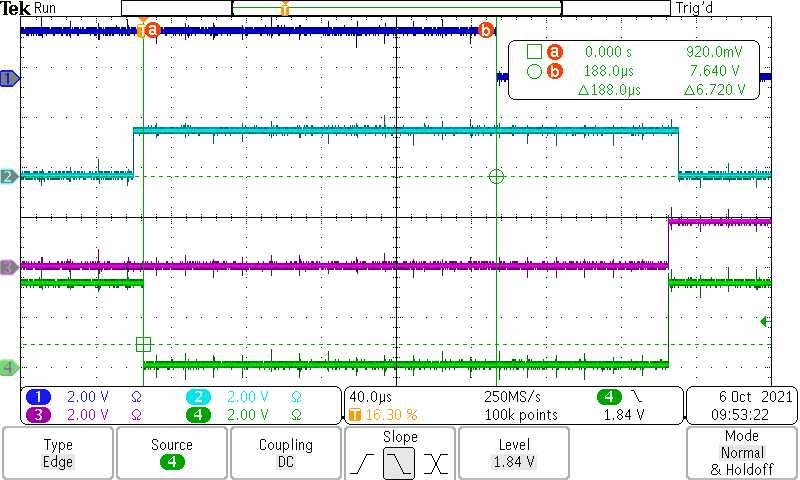 Tek Run Trig'd
T a b
a 0.000 s 920.0mV
b 188.0µs 7.640 V
Δ188.0µs Δ6.720 V
1
2
3
4
1 2.00 V Ω 2 2.00 V Ω
3 2.00 V Ω 4 2.00 V Ω
40.0µs 250MS/s 4
T 16.30 % 100k points 1.84 V
6 Oct 2021
09:53:22
Type
Edge
Source
4
Coupling
DC
Slope
Level
1.84 V
Mode
Normal
& Holdoff